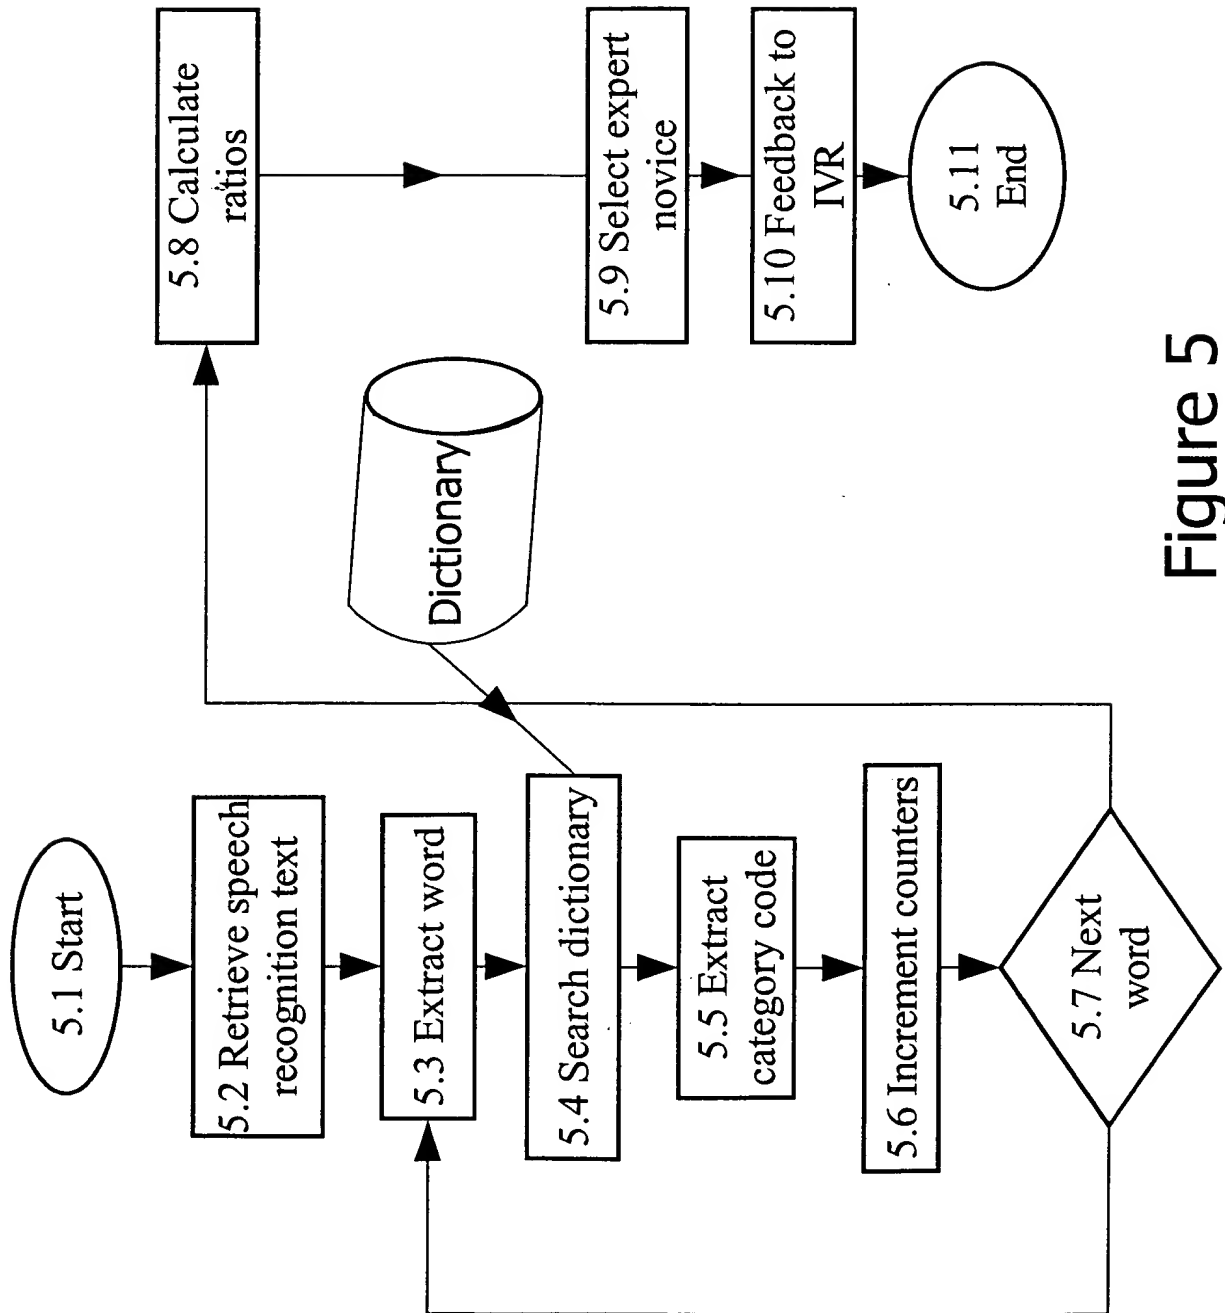 5.1 Start
5.2 Retrieve speech
recognition text
5.3 Extract word
5.4 Search dictionary
5.5 Extract
category code
5.6 Increment counters
5.7 Next
word
Dictionary
5.8 Calculate
ratios
5.9 Select expert
novice
5.10 Feedback to
IVR
5.11
End
Figure 5